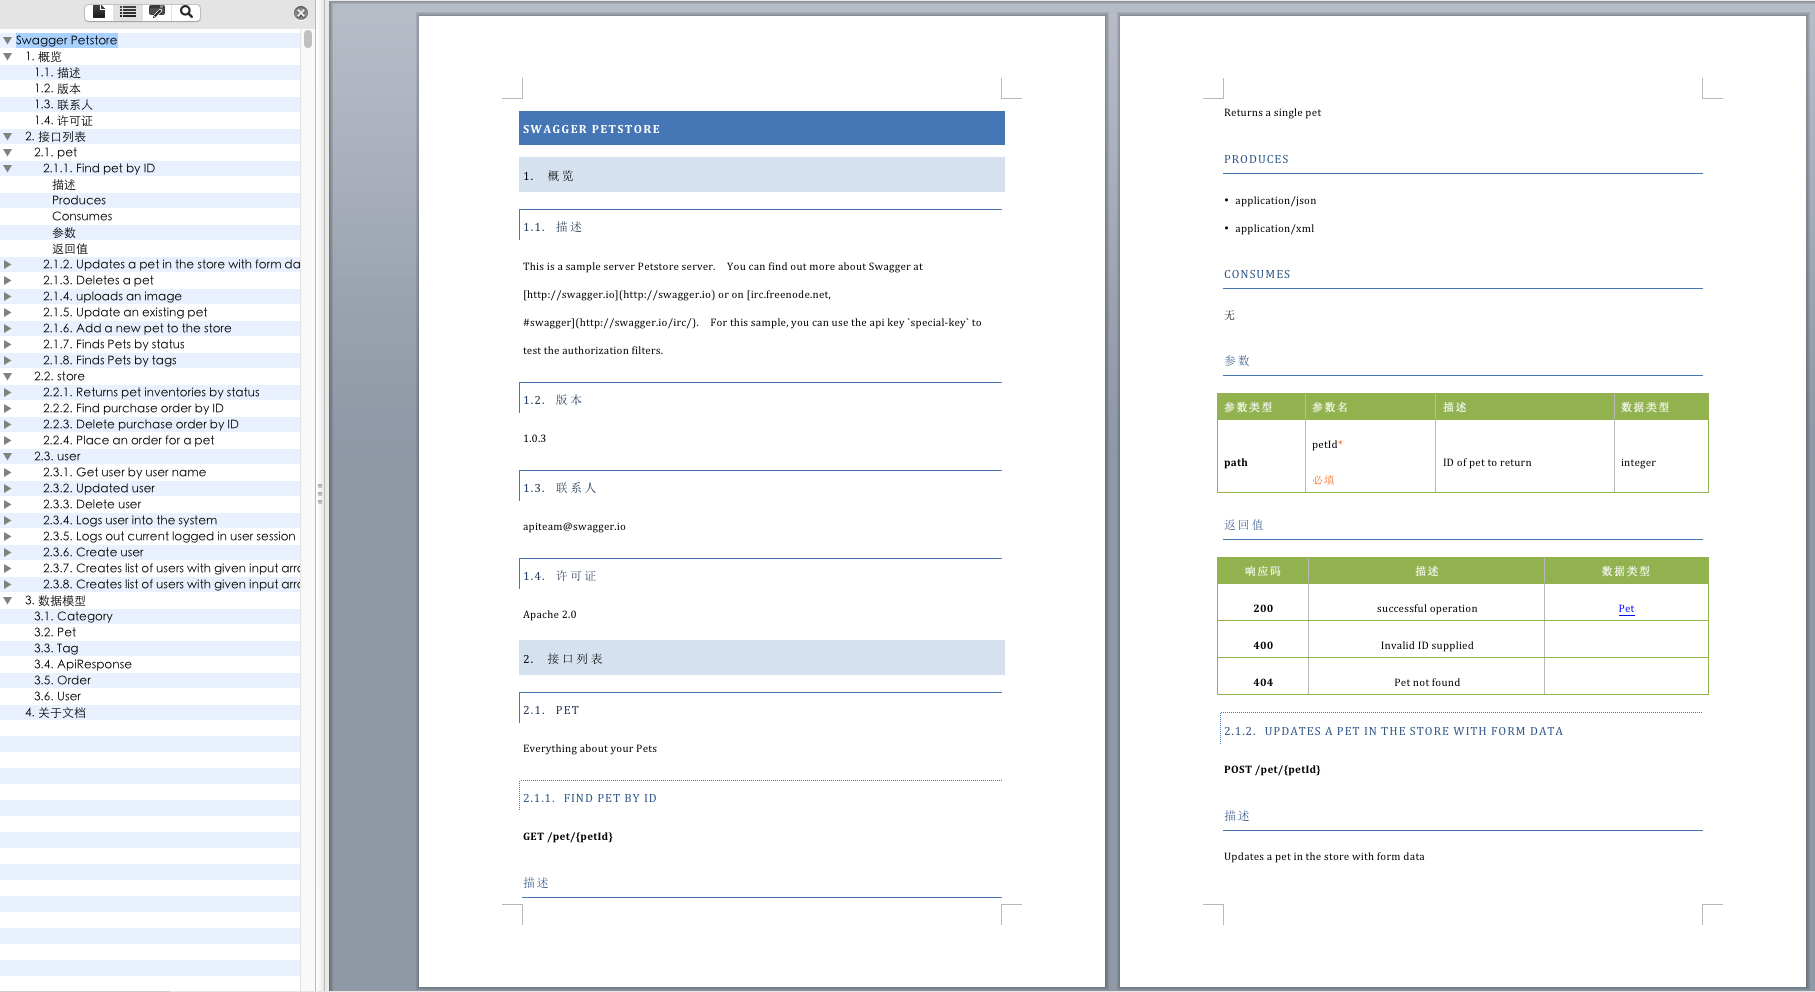 Swagger Petstore
1. 概览
1.1. 描述
1.2. 版本
1.3. 联系人
1.4. 许可证
2. 接口列表
2.1. pet
2.1.1. Find pet by ID
描述
Produces
Consumes
参数
返回值
2.1.2. Updates a pet in the store with form da
2.1.3. Deletes a pet
2.1.4. uploads an image
2.1.5. Update an existing pet
2.1.6. Add a new pet to the store
2.1.7. Finds Pets by status
2.1.8. Finds Pets by tags
2.2. store
2.2.1. Returns pet inventories by status
2.2.2. Find purchase order by ID
2.2.3. Delete purchase order by ID
2.2.4. Place an order for a pet
2.3. user
2.3.1. Get user by user name
2.3.2. Updated user
2.3.3. Delete user
2.3.4. Logs user into the system
2.3.5. Logs out current logged in user session
2.3.6. Create user
2.3.7. Creates list of users with given input arra
2.3.8. Creates list of users with given input arra
3. 数据模型
3.1. Category
3.2. Pet
3.3. Tag
3.4. ApiResponse
3.5. Order
3.6. User
4. 关于文档
SWAGGER PETSTORE
1. 概览
1.1. 描述
This is a sample server Petstore server. You can find out more about Swagger at
[http://swagger.io](http://swagger.io) or on [irc.freenode.net,
#swagger](http://swagger.io/irc/). For this sample, you can use the api key `special-key` to
test the authorization filters.
1.2. 版本
1.0.3
1.3. 联系人
apiteam@swagger.io
1.4. 许可证
Apache 2.0
2. 接口列表
2.1. PET
Everything about your Pets
2.1.1. FIND PET BY ID
GET /pet/{petId}
描述
Returns a single pet
PRODUCES
• application/json
• application/xml
CONSUMES
无
参数
参数类型 参数名 描述 数据类型
petId*
path ID of pet to return integer
必填
返回值
响应码 描述 数据类型
200 successful operation Pet
400 Invalid ID supplied
404 Pet not found
2.1.2. UPDATES A PET IN THE STORE WITH FORM DATA
POST /pet/{petId}
描述
Updates a pet in the store with form data